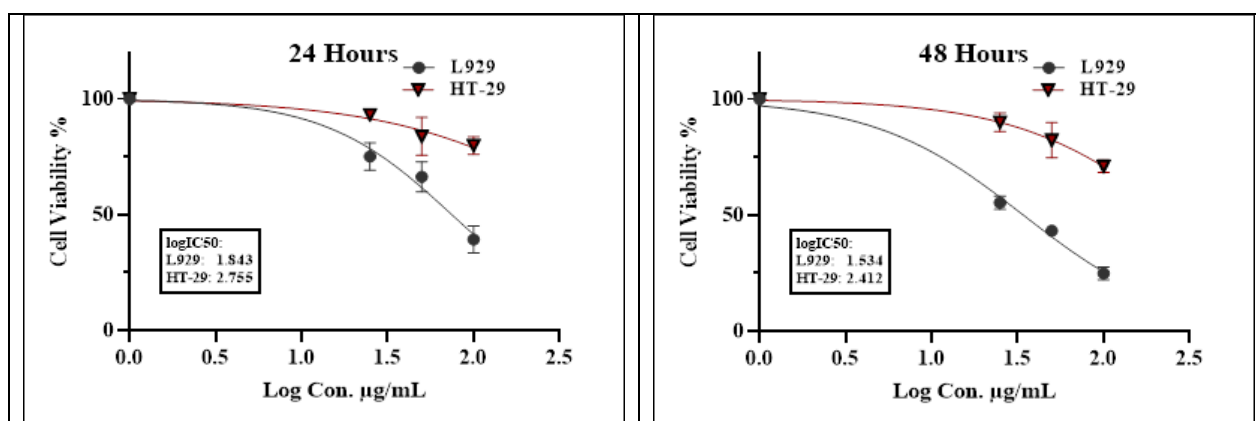 24 Hours
L929
HT-29
Cell Viability %
100
50
0
logIC50:
L929: 1.843
HT-29: 2.755
0.0 0.5 1.0 1.5 2.0 2.5
Log Con. µg/mL
48 Hours
L929
HT-29
Cell Viability %
100
50
0
logIC50:
L929: 1.534
HT-29: 2.412
0.0 0.5 1.0 1.5 2.0 2.5
Log Con. µg/mL